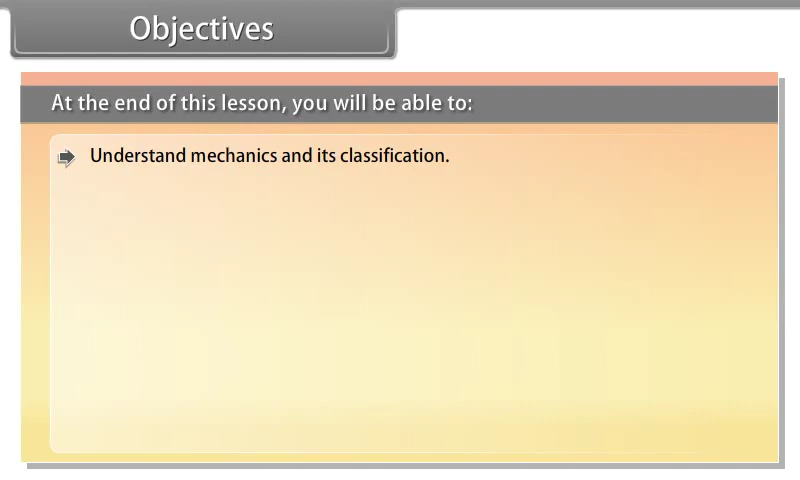 Objectives
At the end of this lesson, you will be able to:
Understand mechanics and its classification.